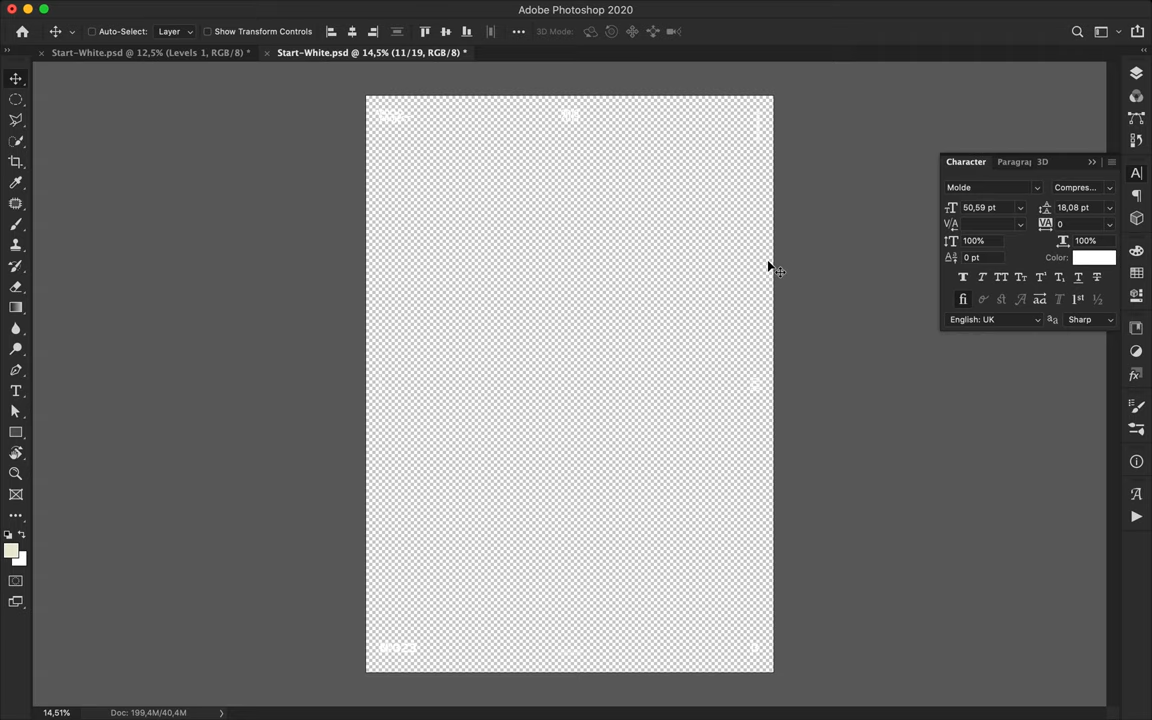 Adobe Photoshop 2020
Auto-Select: Layer Show Transform Controls 3D Mode:
Start-White.psd @ 12,5% (Levels 1, RGB/8) * Start-White.psd @ 14,5% (11/19, RGB/8) *
Character Paragraj 3D
Molde Compres...
50,59 pt 18,08 pt
0
100% 100%
0 pt Color:
English: UK Sharp
14,51% Doc: 199,4M/40,4M